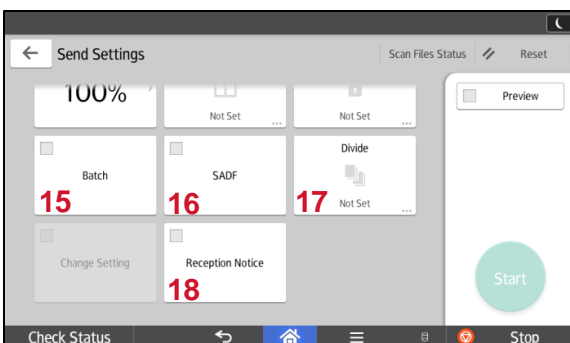 Send Settings
Scan Files Status
Reset
100%
Not Set
Not Set
Preview
Batch
15
SADF
16
Divide
17
Not Set
Change Setting
Reception Notice
18
Start
Check Status
Stop